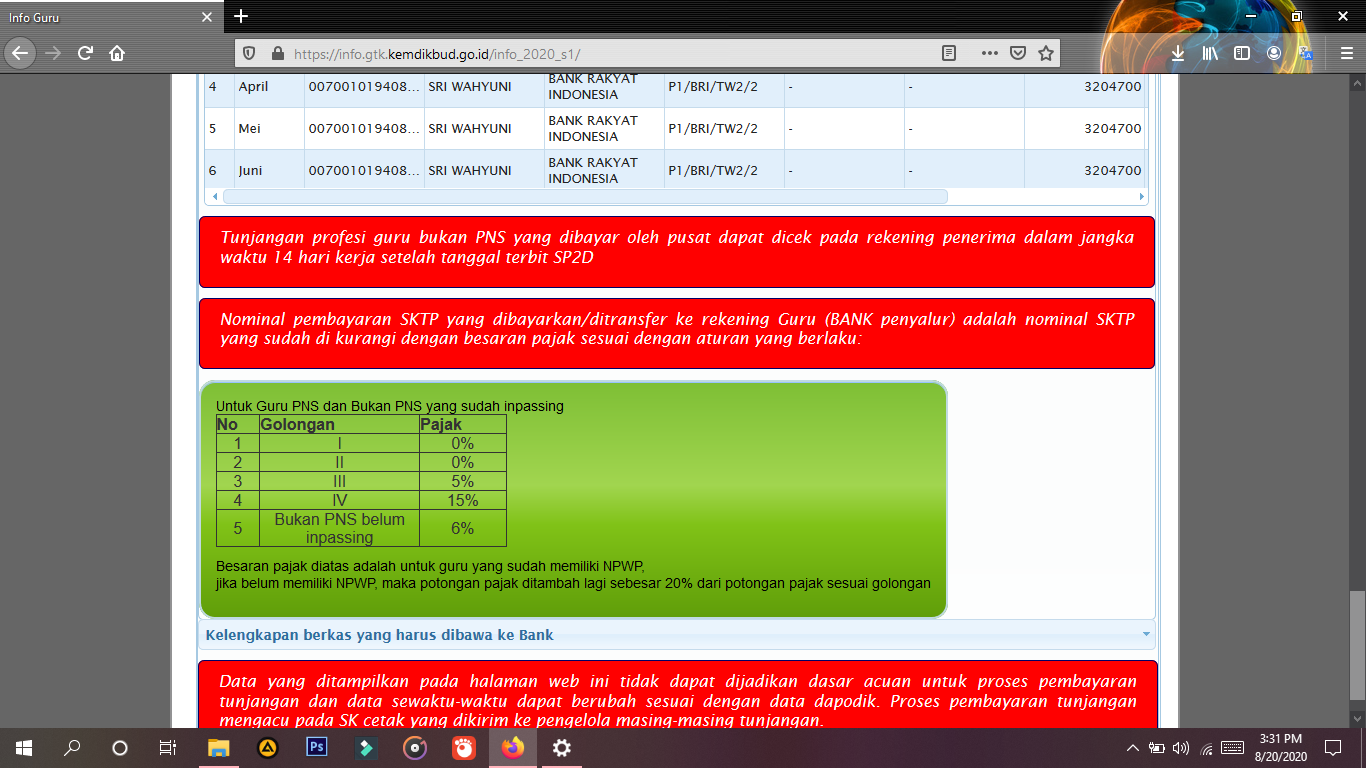 Info Guru
https://info.gtk.kemdikbud.go.id/info_2020_s1/
4 April 007001019408... SRI WAHYUNI BANK RAKYAT INDONESIA P1/BRI/TW2/2 - - 3204700
5 Mei 007001019408... SRI WAHYUNI BANK RAKYAT INDONESIA P1/BRI/TW2/2 - - 3204700
6 Juni 007001019408... SRI WAHYUNI BANK RAKYAT INDONESIA P1/BRI/TW2/2 - - 3204700
Tunjangan profesi guru bukan PNS yang dibayar oleh pusat dapat dicek pada rekening penerima dalam jangka
waktu 14 hari kerja setelah tanggal terbit SP2D
Nominal pembayaran SKTP yang dibayarkan/ditransfer ke rekening Guru (BANK penyalur) adalah nominal SKTP
yang sudah di kurangi dengan besaran pajak sesuai dengan aturan yang berlaku:
Untuk Guru PNS dan Bukan PNS yang sudah inpassing
No Golongan Pajak
1 I 0%
2 II 0%
3 III 5%
4 IV 15%
5 Bukan PNS belum inpassing 6%
Besaran pajak diatas adalah untuk guru yang sudah memiliki NPWP,
jika belum memiliki NPWP, maka potongan pajak ditambah lagi sebesar 20% dari potongan pajak sesuai golongan
Kelengkapan berkas yang harus dibawa ke Bank
Data yang ditampilkan pada halaman web ini tidak dapat dijadikan dasar acuan untuk proses pembayaran
tunjangan dan data sewaktu-waktu dapat berubah sesuai dengan data dapodik. Proses pembayaran tunjangan
mengacu pada SK cetak yang dikirim ke pengelola masing-masing tunjangan.
Ps
3:31 PM
8/20/2020